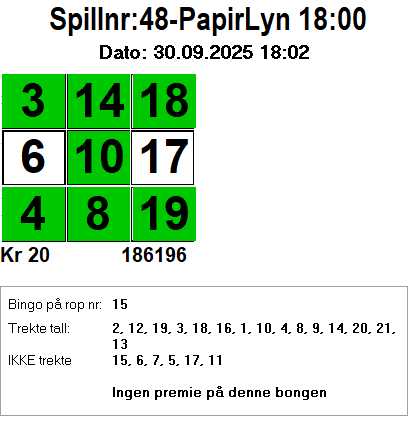 Spillnr:48-PapirLyn 18:00
Dato: 30.09.2025 18:02
3 14 18
6 10 17
4 8 19
Kr 20 186196
Bingo på rop nr: 15
Trekte tall: 2, 12, 19, 3, 18, 16, 1, 10, 4, 8, 9, 14, 20, 21,
13
IKKE trekte 15, 6, 7, 5, 17, 11
Ingen premie på denne bongen